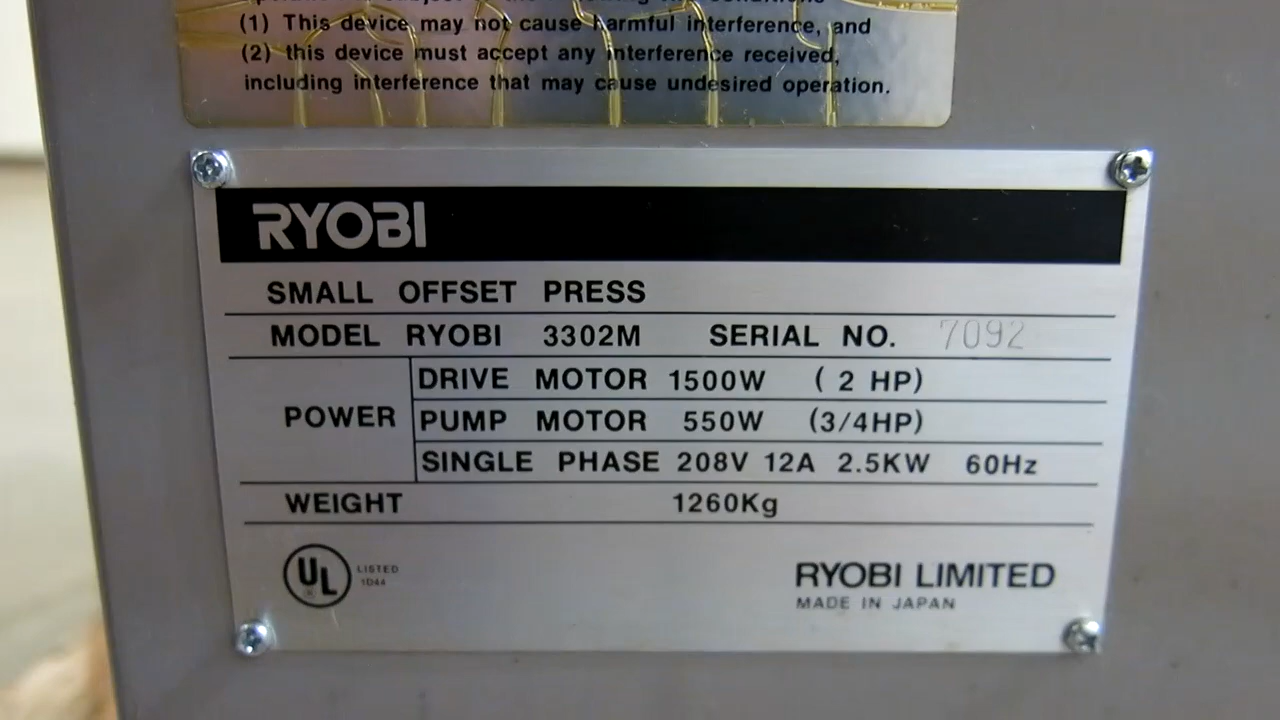 (1) This device may not cause harmful interference, and
(2) this device must accept any interference received,
including interference that may cause undesired operation.
RYOBI
SMALL OFFSET PRESS
MODEL RYOBI 3302M SERIAL NO. 7092
DRIVE MOTOR 1500W ( 2 HP)
POWER PUMP MOTOR 550W (3/4HP)
SINGLE PHASE 208V 12A 2.5KW 60Hz
WEIGHT 1260Kg
UL LISTED
1D44
RYOBI LIMITED
MADE IN JAPAN